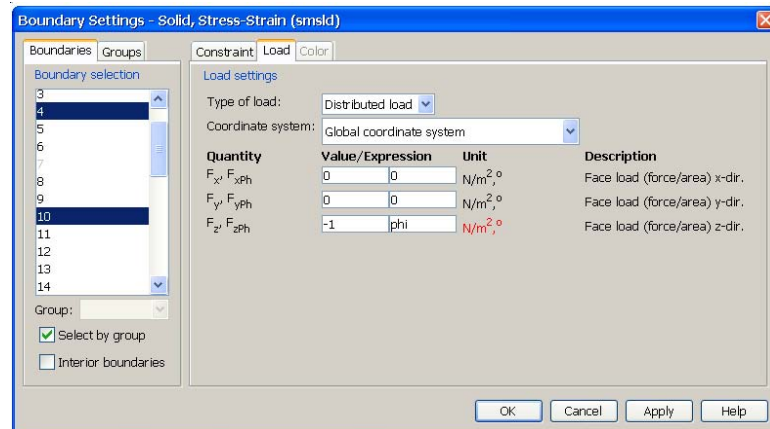 Boundary Settings - Solid, Stress-Strain (smsld)
Boundaries Groups
Constraint Load Color
Boundary selection
3
4
5
6
7
8
9
10
11
12
13
14
Group:
Select by group
Interior boundaries
Load settings
Type of load: Distributed load
Coordinate system: Global coordinate system
Quantity Value/Expression Unit Description
Fx, FxPh 0 0 N/m²,° Face load (force/area) x-dir.
Fy, FyPh 0 0 N/m²,° Face load (force/area) y-dir.
Fz, FzPh -1 phi N/m²,° Face load (force/area) z-dir.
OK Cancel Apply Help